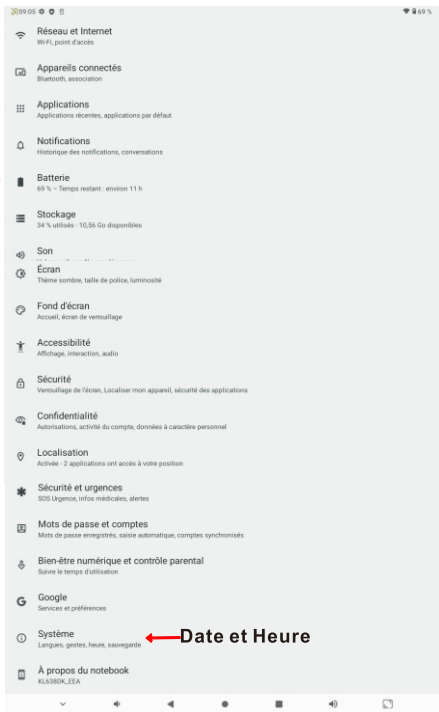 09:05
69 %
Réseau et Internet
Wi-Fi, point d'accès
Appareils connectés
Bluetooth, association
Applications
Applications récentes, applications par défaut
Notifications
Historique des notifications, conversations
Batterie
69 % – Temps restant : environ 11 h
Stockage
34 % utilisés - 10,56 Go disponibles
Son
Écran
Thème sombre, taille de police, luminosité
Fond d'écran
Accueil, écran de verrouillage
Accessibilité
Affichage, interaction, audio
Sécurité
Verrouillage de l'écran, Localiser mon appareil, sécurité des applications
Confidentialité
Autorisations, activité du compte, données à caractère personnel
Localisation
Activée - 2 applications ont accès à votre position
Sécurité et urgences
SOS Urgence, infos médicales, alertes
Mots de passe et comptes
Mots de passe enregistrés, saisie automatique, comptes synchronisés
Bien-être numérique et contrôle parental
Suivre le temps d'utilisation
Google
Services et préférences
Système
Langues, gestes, heure, sauvegarde
Date et Heure
À propos du notebook
KL638DK_EEA